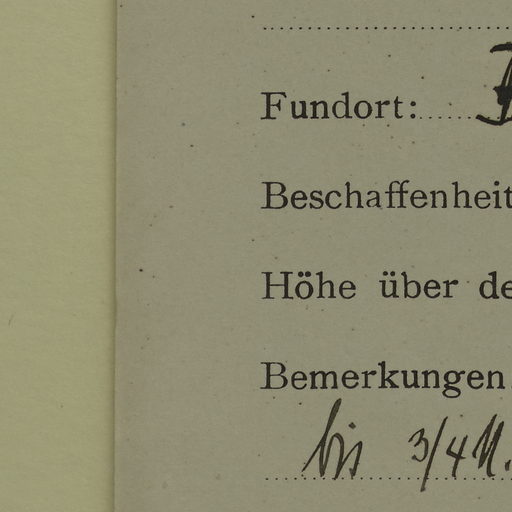 Fundort:
Beschaffenheit
Höhe über de
Bemerkungen
bis 3/4 M.